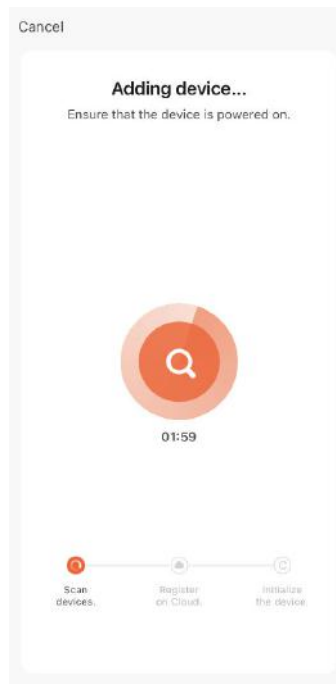 Cancel
Adding device...
Ensure that the device is powered on.
01:59
Scan
devices.
Register
on Cloud.
Initialize
the device.